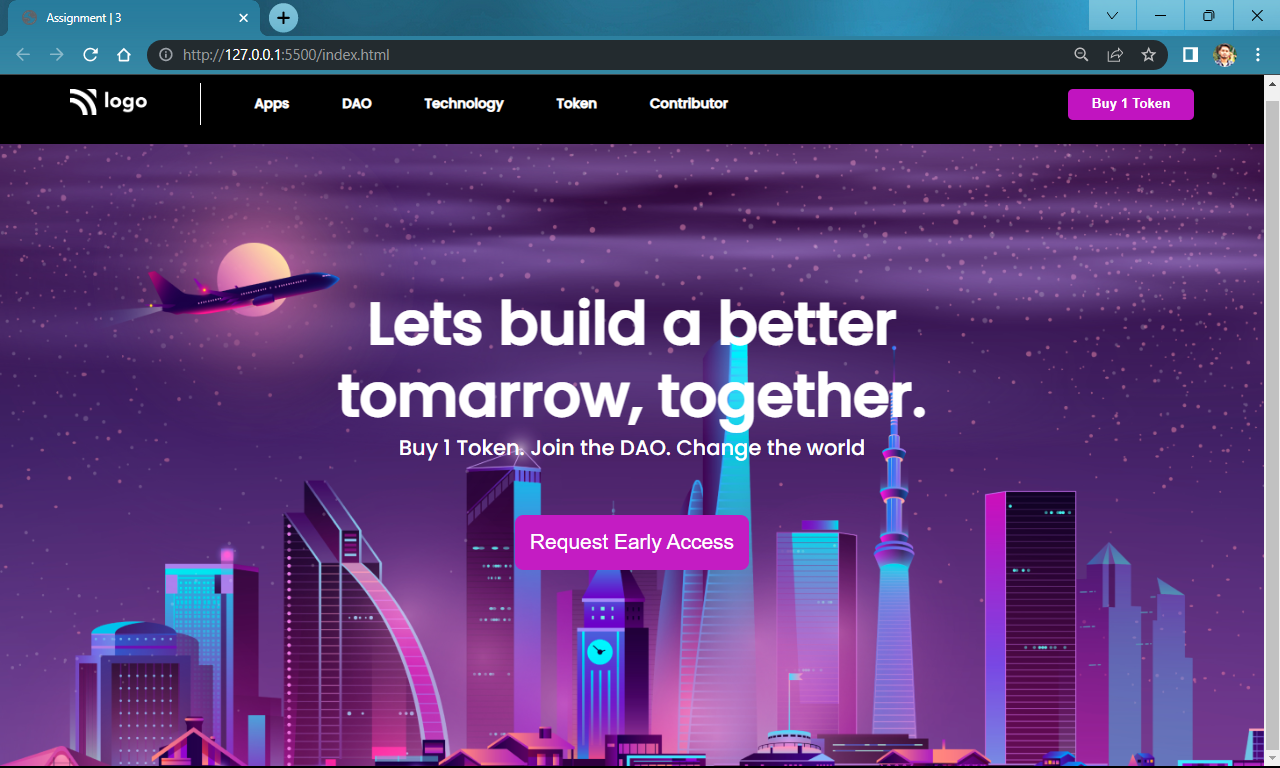 Assignment | 3
http://127.0.0.1:5500/index.html
logo
Apps DAO Technology Token Contributor
Buy 1 Token
Lets build a better
tomarrow, together.
Buy 1 Token. Join the DAO. Change the world
Request Early Access